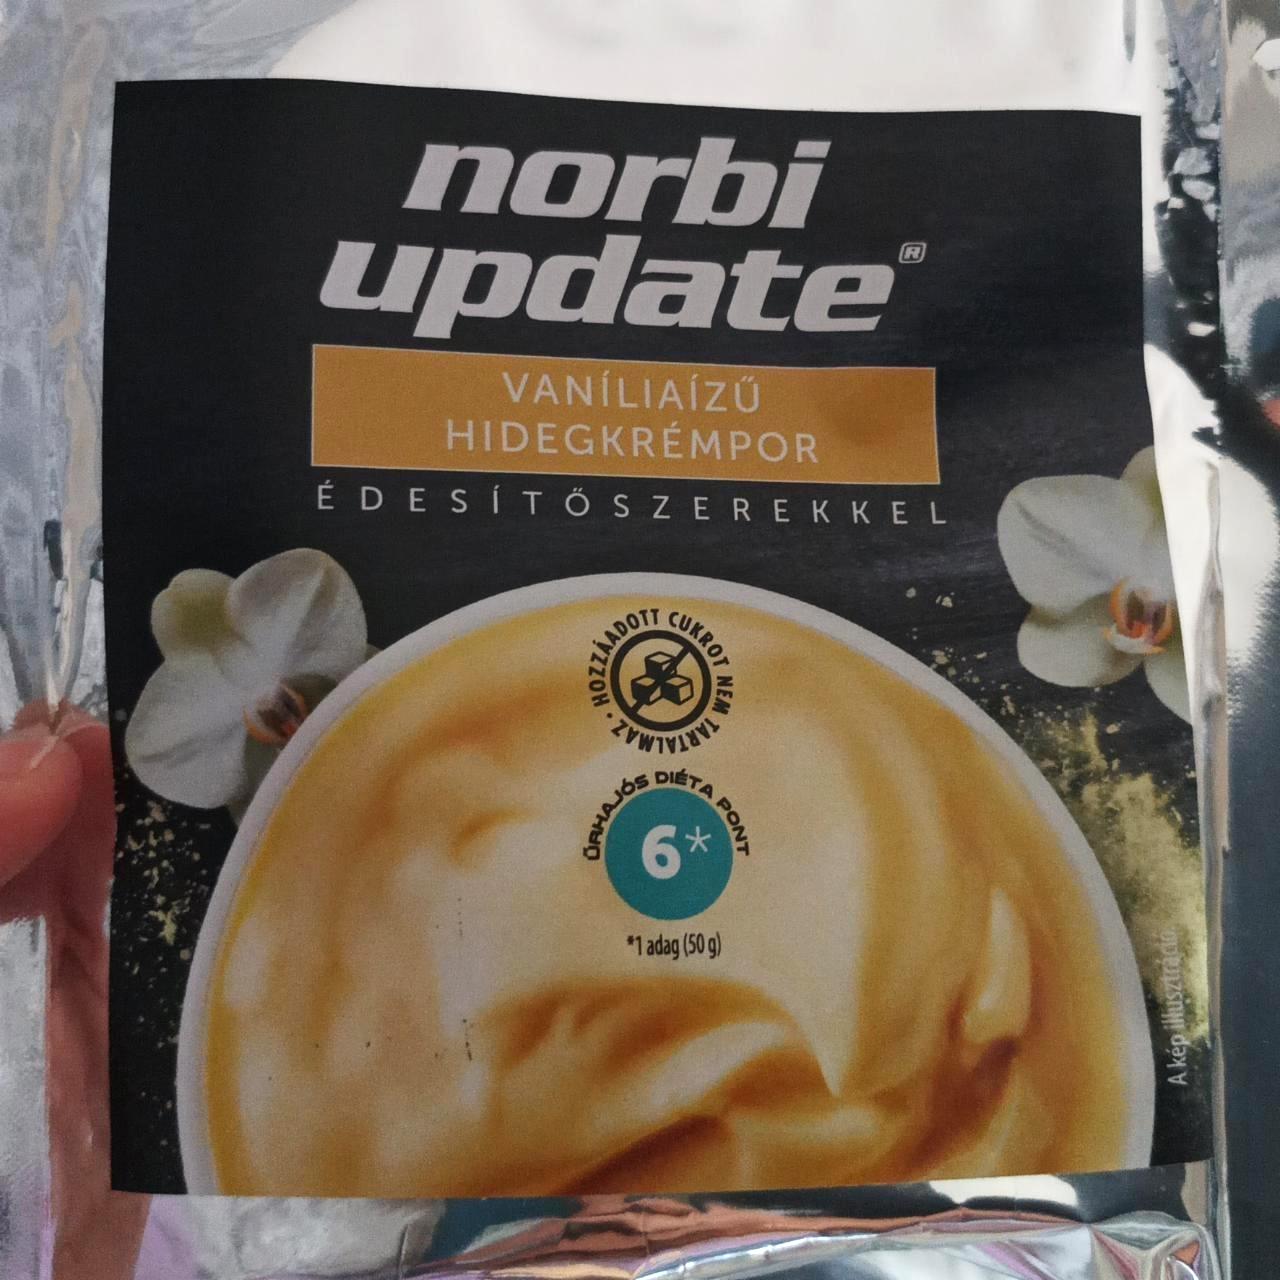 norbi
update®
VANÍLIAÍZŰ
HIDEGKRÉMPOR
ÉDESÍTŐSZEREKKEL
HOZZÁADOTT CUKROT NEM TARTALMAZ •
ŰRHAJÓS DIÉTA PONT
6*
*1 adag (50 g)
A kép illusztráció.